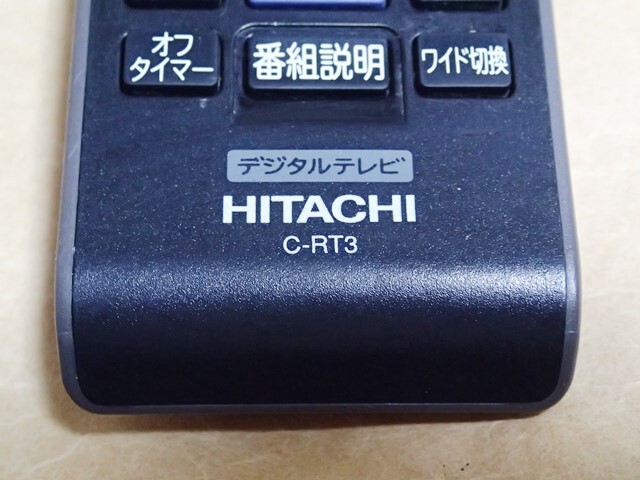 オフ
タイマー
番組説明
ワイド切換
デジタルテレビ
HITACHI
C-RT3